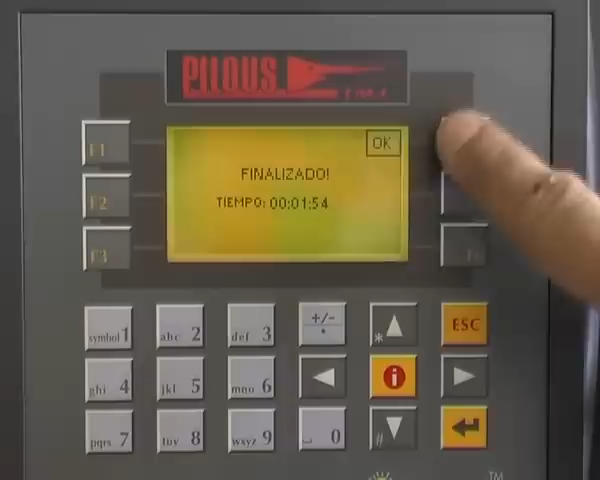 PILOUS
OK
F1
FINALIZADO!
F2
TIEMPO: 00:01:54
F3
symbol 1
abc 2
def 3
+/-
*
ESC
ghi 4
jkl 5
mno 6
i
pqrs 7
tuv 8
wxyz 9
0
#
TM